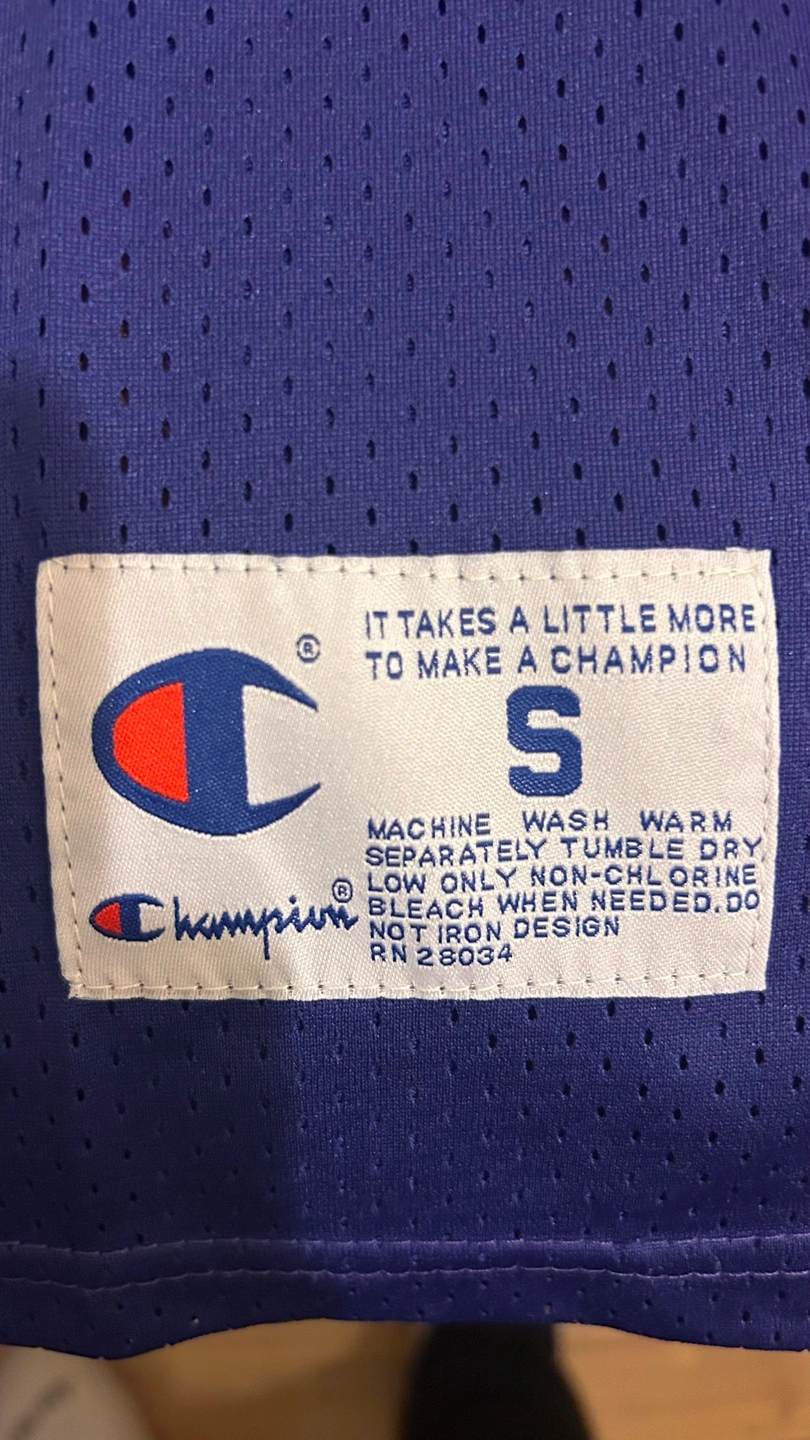 ®
IT TAKES A LITTLE MORE
TO MAKE A CHAMPION
S
MACHINE WASH WARM
SEPARATELY TUMBLE DRY
LOW ONLY NON-CHLORINE
BLEACH WHEN NEEDED. DO
NOT IRON DESIGN
RN 28034
Champion®